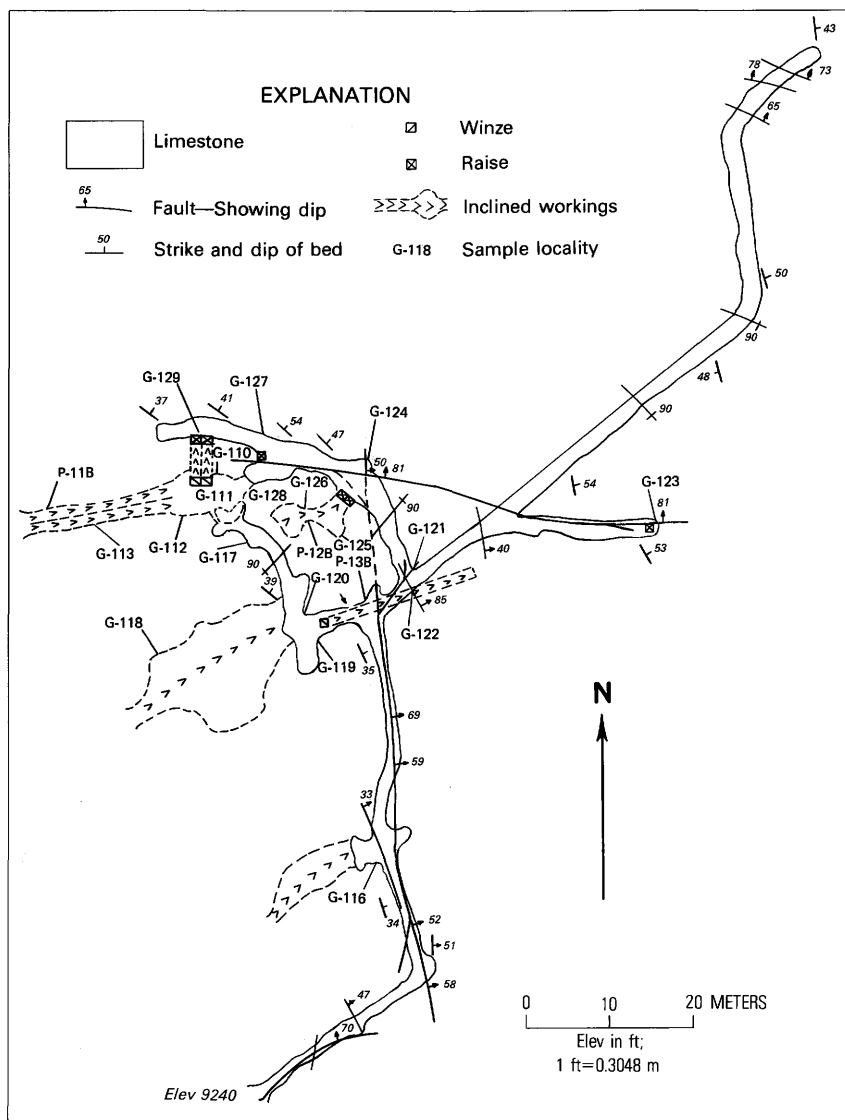 43
78
73
65
EXPLANATION
Limestone
Winze
Raise
65
Fault—Showing dip
Inclined workings
50
Strike and dip of bed
G-118 Sample locality
50
90
48
90
G-129
G-127
41
37
54
47
G-124
50
81
G-110
P-11B
G-111
G-128
G-126
90
54
G-123
81
G-113
G-112
G-117
G-125
P-12B
P-13B
G-121
40
53
90
39
G-120
85
G-122
G-118
G-119
35
N
69
59
33
G-116
34
52
51
58
47
70
0 10 20 METERS
Elev in ft;
1 ft=0.3048 m
Elev 9240